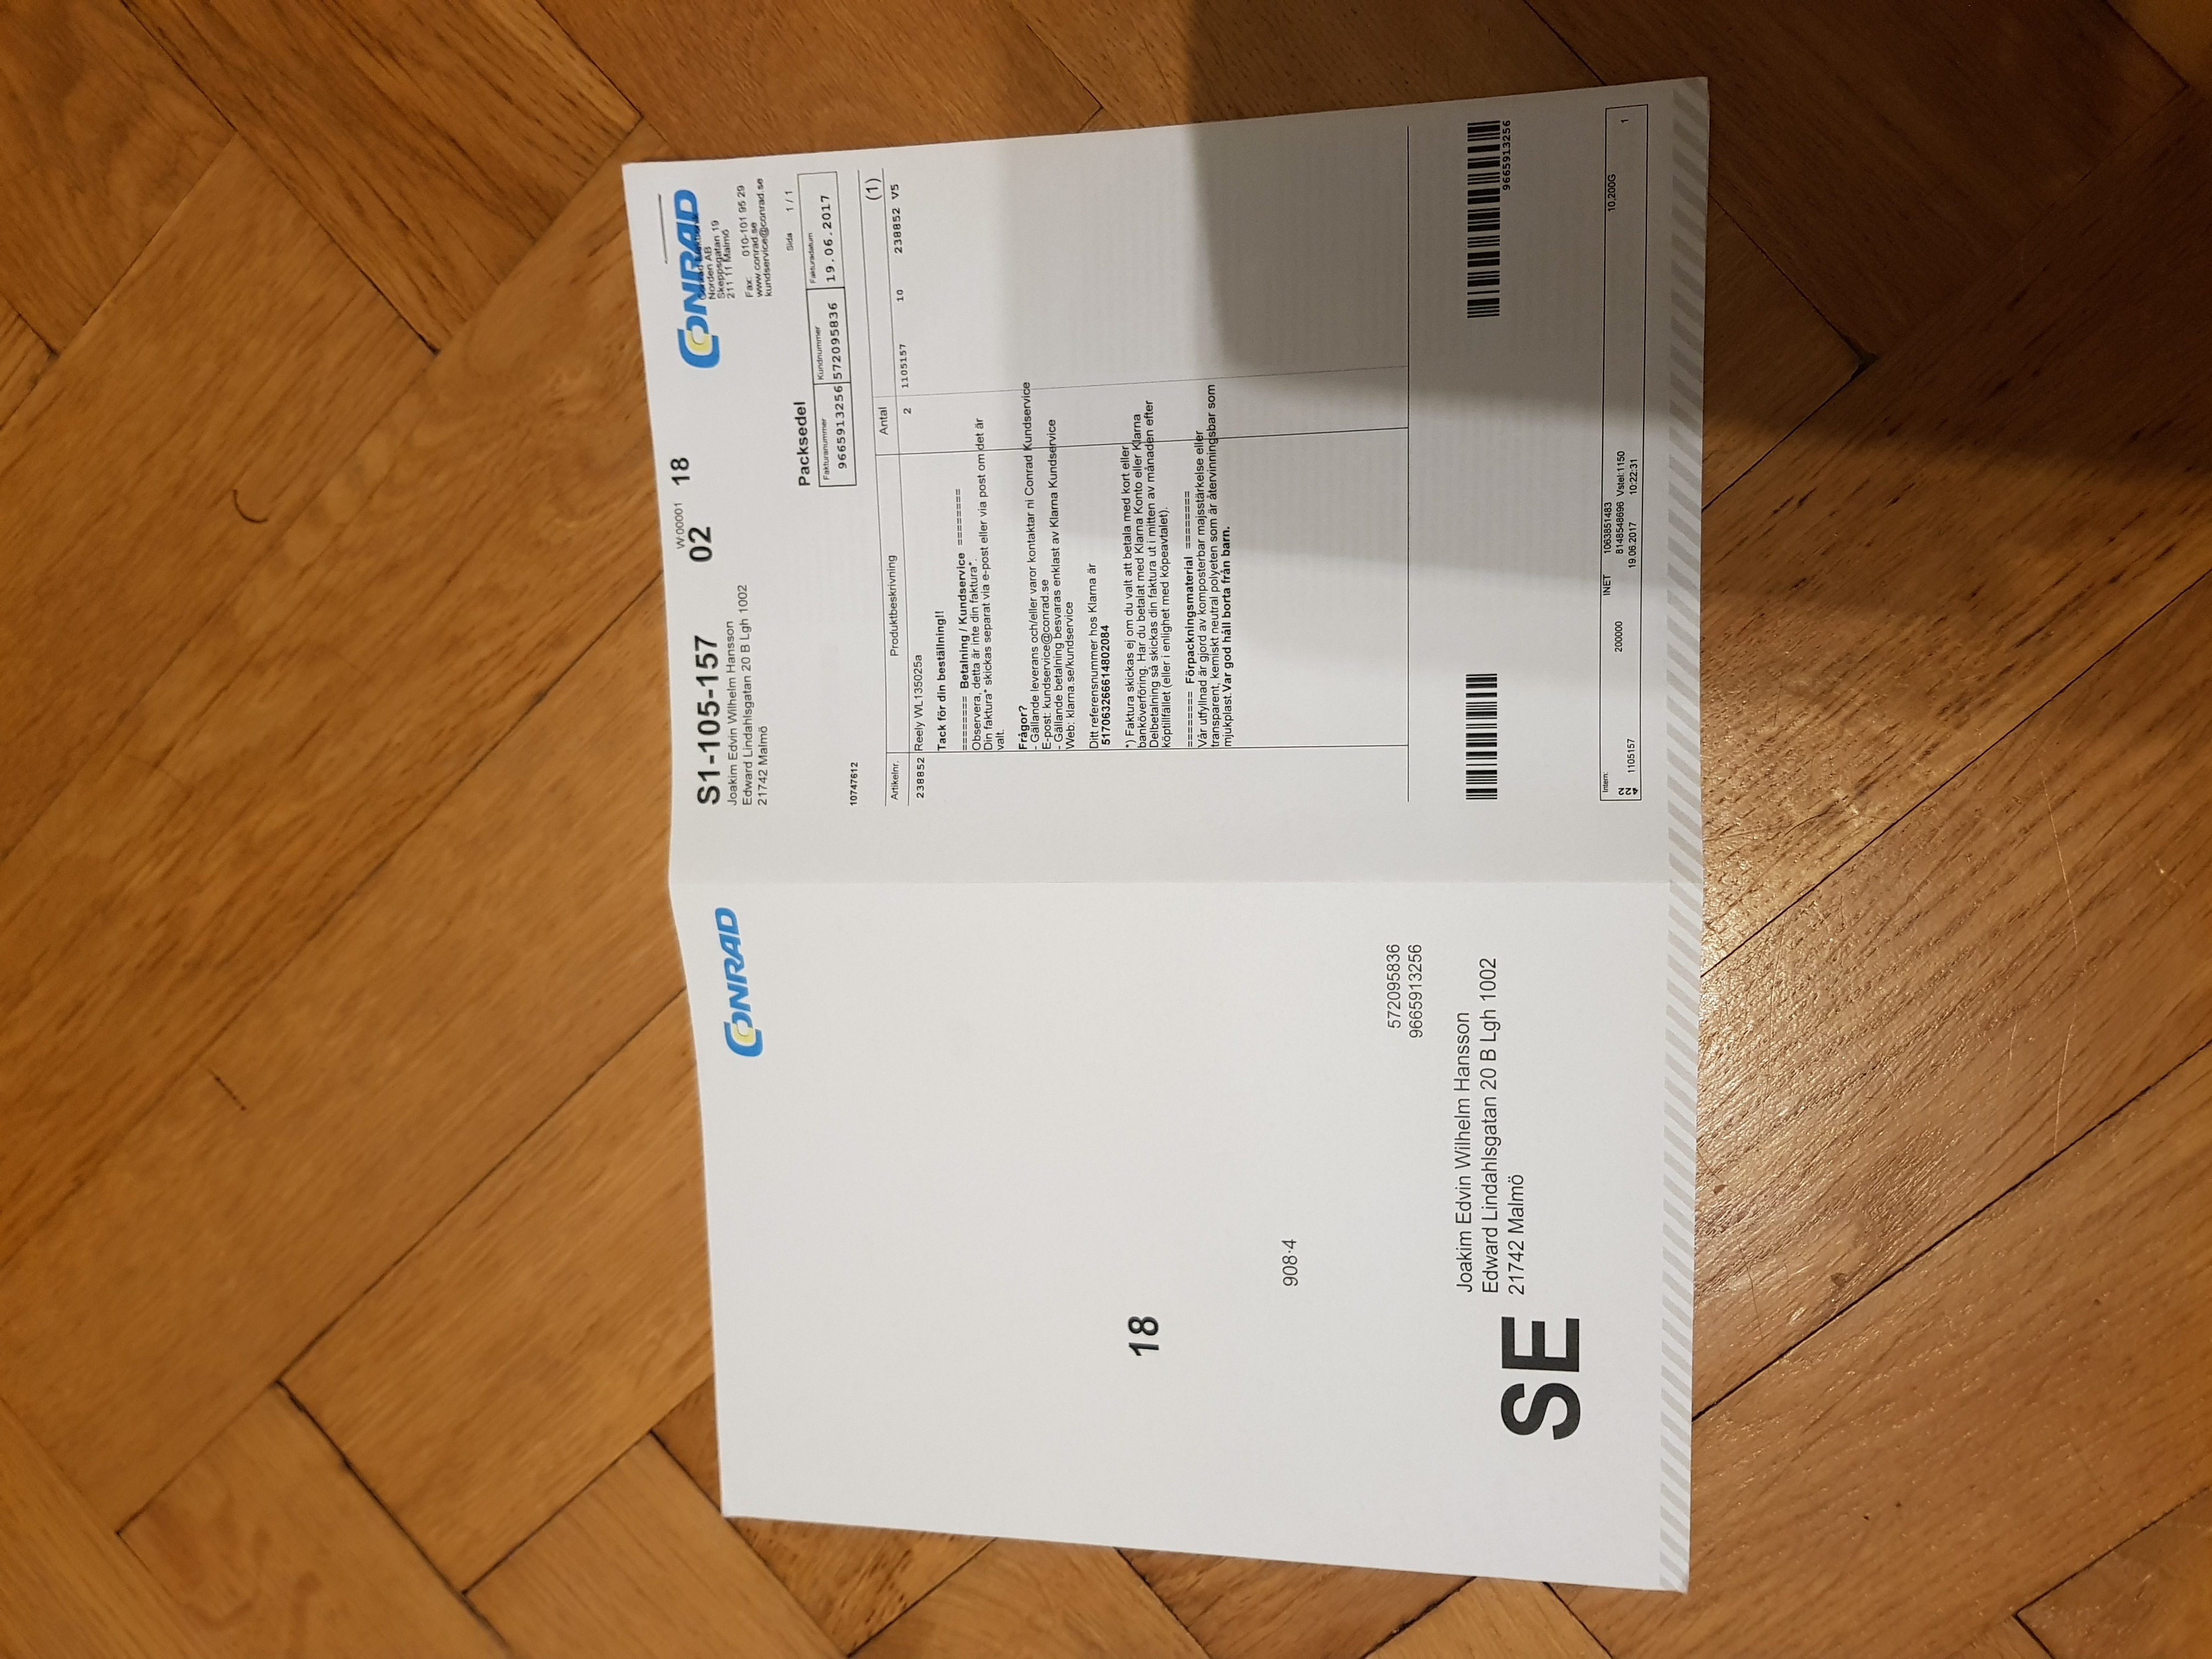 CONRAD
18
908-4
572095836
9665913256
Joakim Edvin Wilhelm Hansson
Edward Lindahlsgatan 20 B Lgh 1002
21742 Malmö
SE
S1-105-157
W:00001
02
18
Joakim Edvin Wilhelm Hansson
Edward Lindahlsgatan 20 B Lgh 1002
21742 Malmö
CONRAD
Conrad Elektronik
Norden AB
Skeppsgatan 19
211 11 Malmö
Fax: 010-101 95 29
www.conrad.se
kundservice@conrad.se
Sida 1 / 1
Packsedel
Fakturanummer Kundnummer Fakturadatum
9665913256 572095836 19.06.2017
10747612
(1)
Artikelnr. Produktbeskrivning Antal
238852 Reely WL135025a 2 1105157 10 238852 V5
Tack för din beställning!!
======== Betalning / Kundservice ========
Observera, detta är inte din faktura*.
Din faktura* skickas separat via e-post eller via post om det är
valt.
Frågor?
- Gällande leverans och/eller varor kontaktar ni Conrad Kundservice
E-post: kundservice@conrad.se
- Gällande betalning besvaras enklast av Klarna Kundservice
Web: klarna.se/kundservice
Ditt referensnummer hos Klarna är
517063266614802084
*) Faktura skickas ej om du valt att betala med kort eller
banköverföring. Har du betalat med Klarna Konto eller Klarna
Delbetalning så skickas din faktura ut i mitten av månaden efter
köptillfället (eller i enlighet med köpeavtalet).
======== Förpackningsmaterial ========
Vår utfyllnad är gjord av komposterbar majsstärkelse eller
transparent, kemiskt neutral polyeten som är återvinningsbar som
mjukplast.Var god håll borta från barn.
9665913256
Intern: INET 1063851483 10,200G
422 200000 8148548696 Vstel:1150 1
1105157 19.06.2017 10:22:31